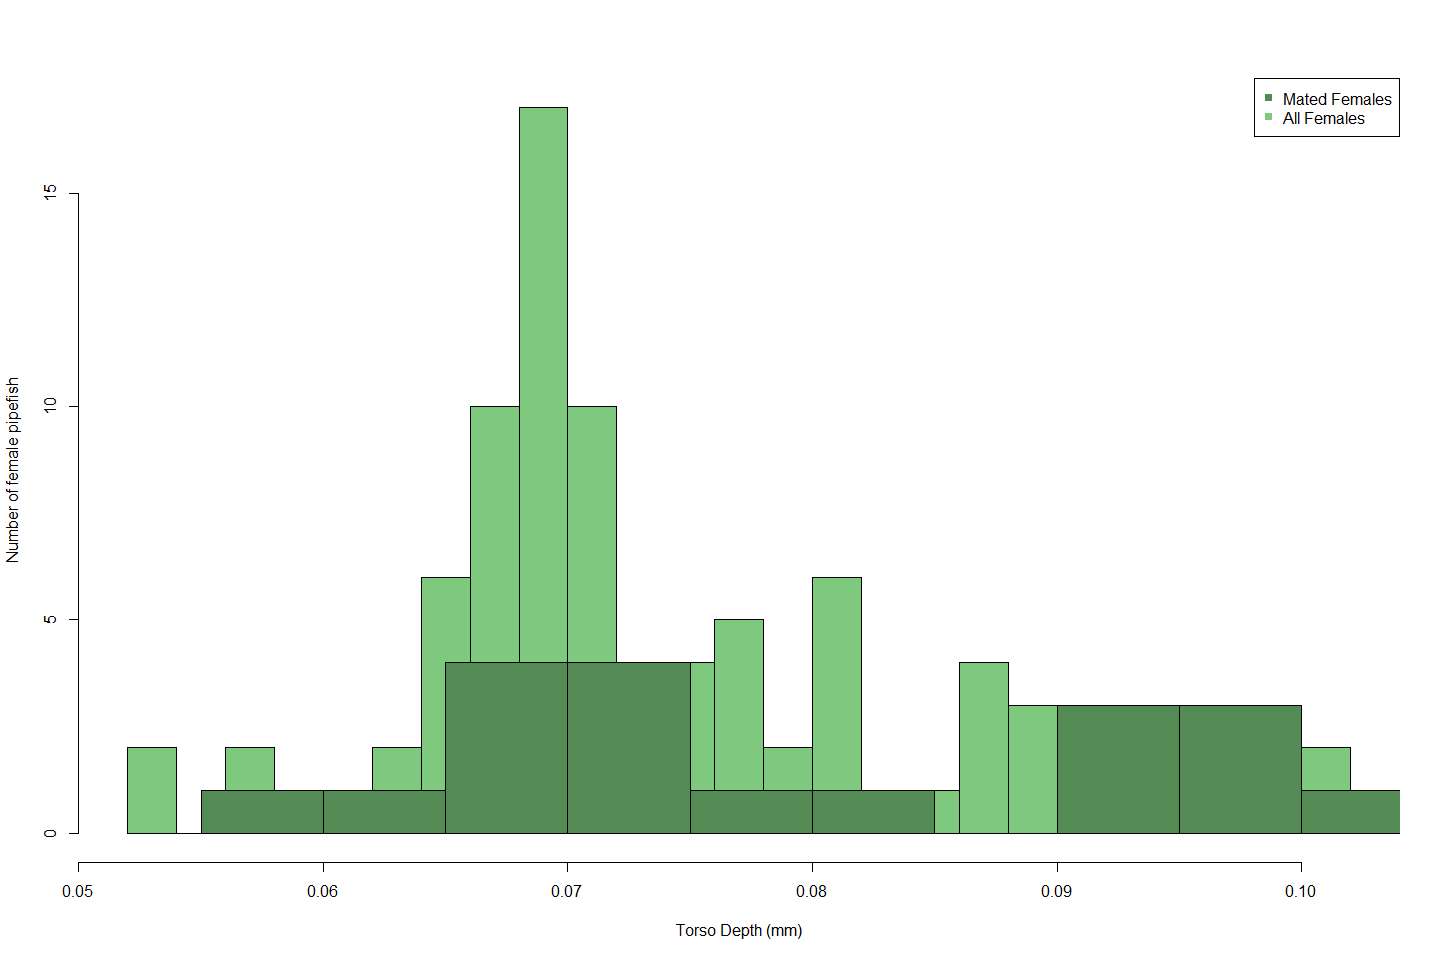 Mated Females
All Females
15
10
5
0
Number of female pipefish
0.05 0.06 0.07 0.08 0.09 0.10
Torso Depth (mm)